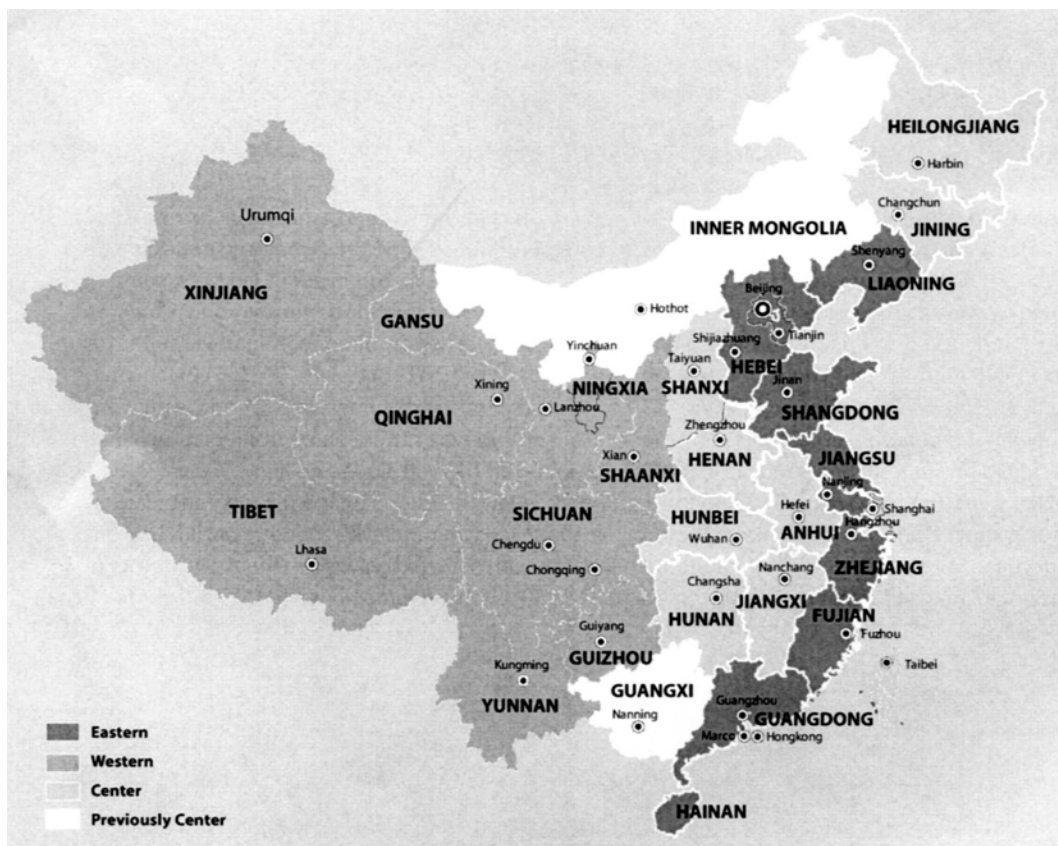 HEILONGJIANG
Harbin
Changchun
JINING
Urumqi
INNER MONGOLIA
Shenyang
LIAONING
XINJIANG
Beijing
GANSU
Hothot
Tianjin
Yinchuan
Shijiazhuang
Taiyuan
HEBEI
NINGXIA
SHANXI
Xining
Jinan
Lanzhou
QINGHAI
SHANGDONG
Zhengzhou
HENAN
JIANGSU
Xian
SHAANXI
Nanling
TIBET
SICHUAN
HUNBEI
Hefei
Shanghai
ANHUI
Hangzhou
Wuhan
Chengdu
Lhasa
Chongqing
ZHEJIANG
Nanchang
Changsha
JIANGXI
HUNAN
FUJIAN
Guiyang
Fuzhou
GUIZHOU
Taibei
Kungming
GUANGXI
YUNNAN
Nanning
Guangzhou
GUANGDONG
Marco
Hongkong
HAINAN
Eastern
Western
Center
Previously Center